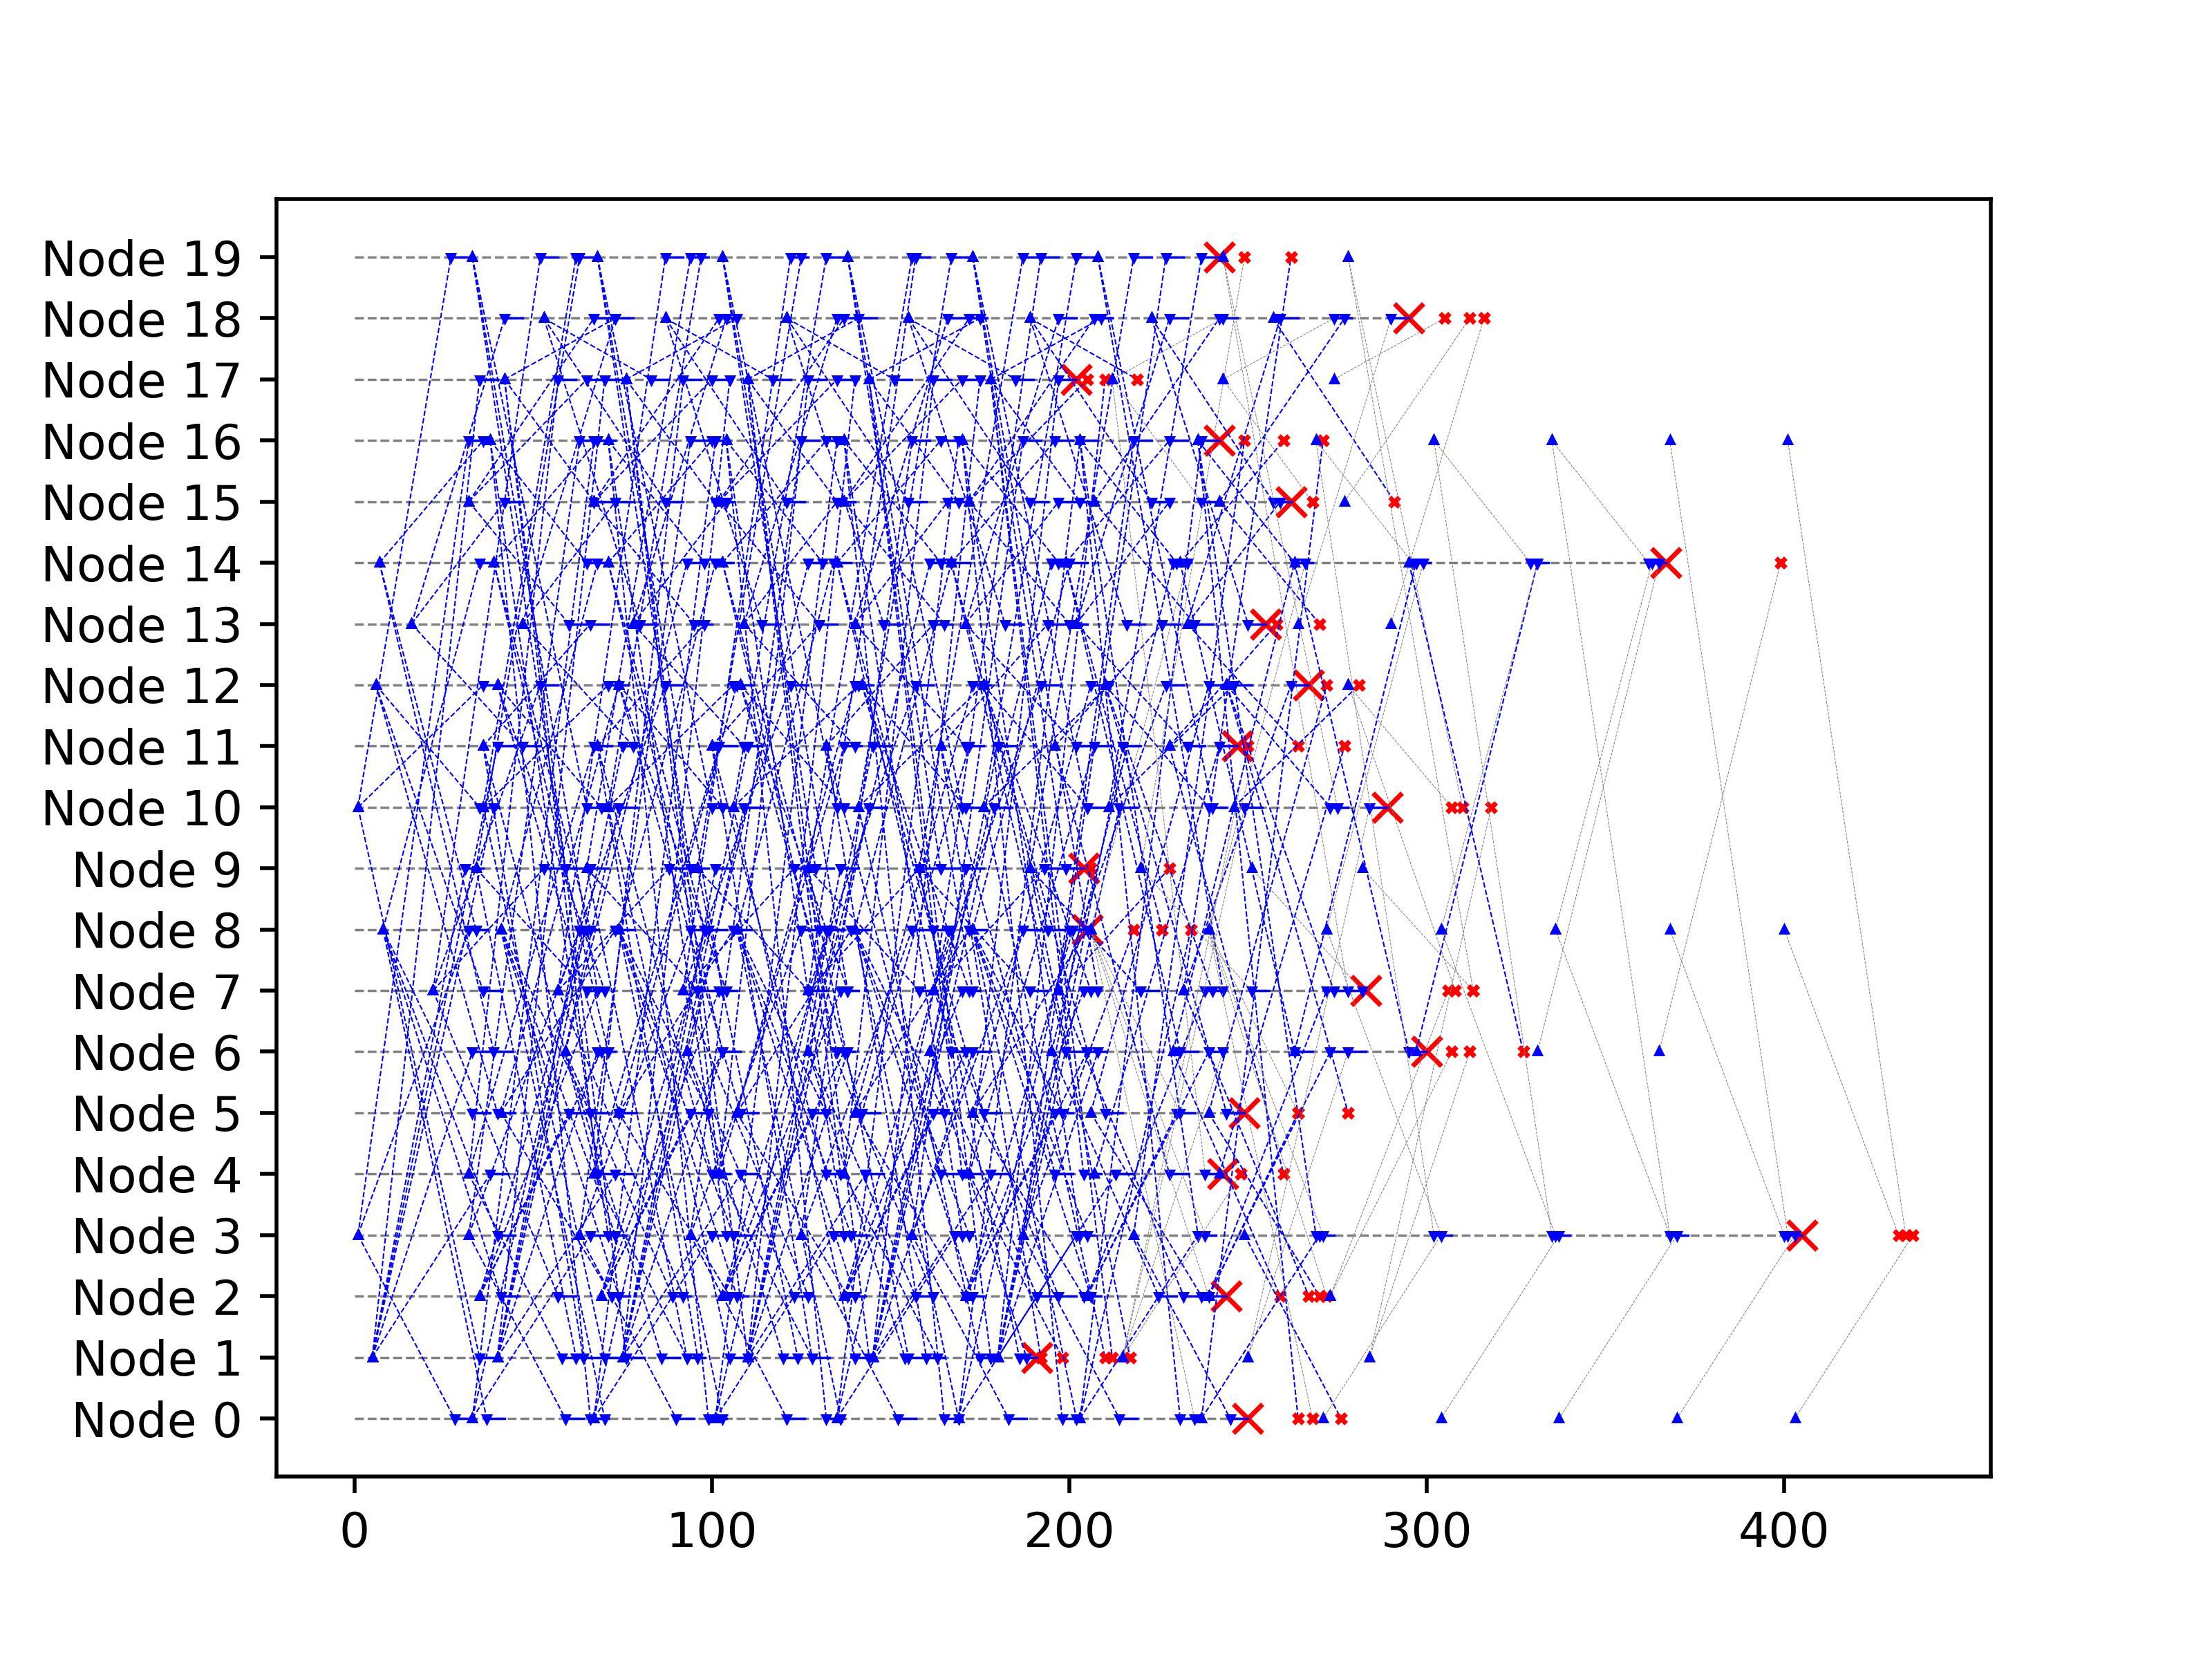 Node 19
Node 18
Node 17
Node 16
Node 15
Node 14
Node 13
Node 12
Node 11
Node 10
Node 9
Node 8
Node 7
Node 6
Node 5
Node 4
Node 3
Node 2
Node 1
Node 0
0 100 200 300 400